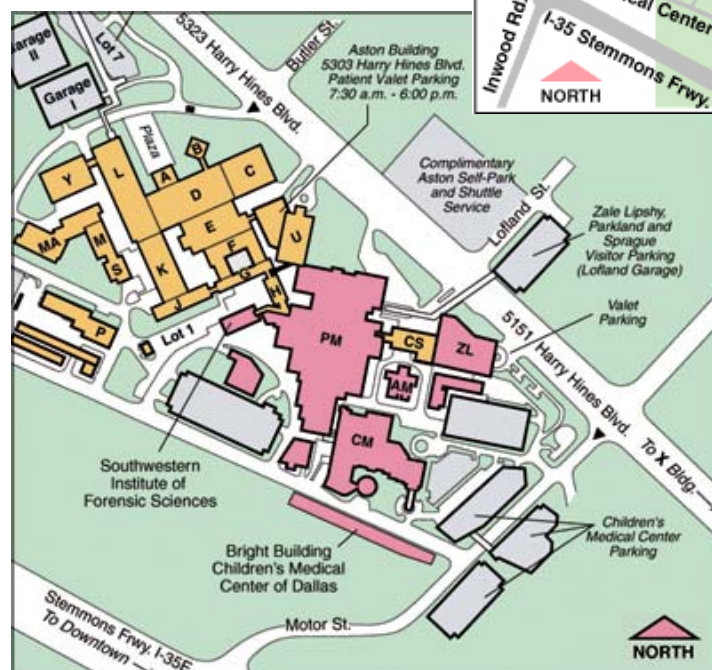 Inwood Rd.
ical Center
I-35 Stemmons Frwy.
NORTH
Garage
II
Lot 7
Garage
I
5323 Harry Hines Blvd.
Butler St.
Aston Building
5303 Harry Hines Blvd.
Patient Valet Parking
7:30 a.m. - 6:00 p.m.
Plaza
Complimentary
Aston Self-Park
and Shuttle
Service
Lofland St.
Zale Lipshy,
Parkland and
Sprague
Visitor Parking
(Lofland Garage)
Valet
Parking
Y
L
A
B
C
D
E
F
G
H
U
MA
M
S
K
J
P
Lot 1
PM
CS
ZL
AM
CM
5151 Harry Hines Blvd.
To X Bldg.
Southwestern
Institute of
Forensic Sciences
Bright Building
Children's Medical
Center of Dallas
Children's
Medical Center
Parking
Motor St.
Stemmons Frwy. I-35E
To Downtown
NORTH